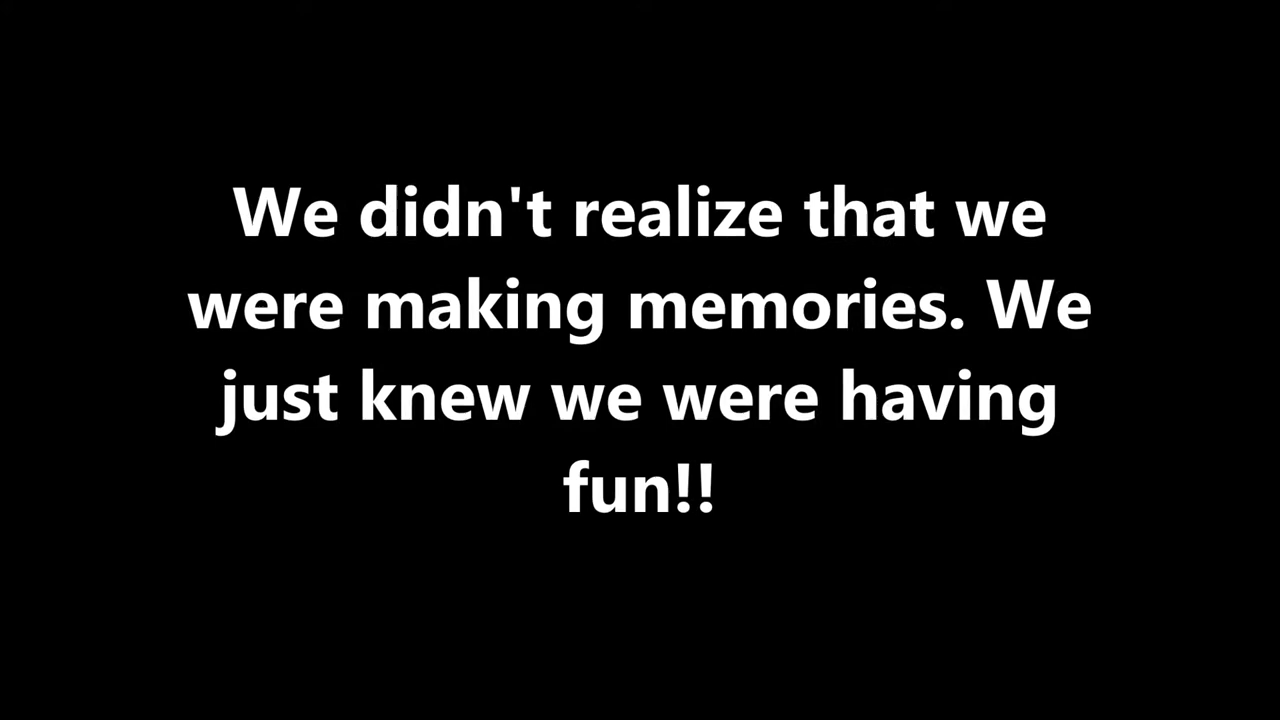 We didn't realize that we
were making memories. We
just knew we were having
fun!!